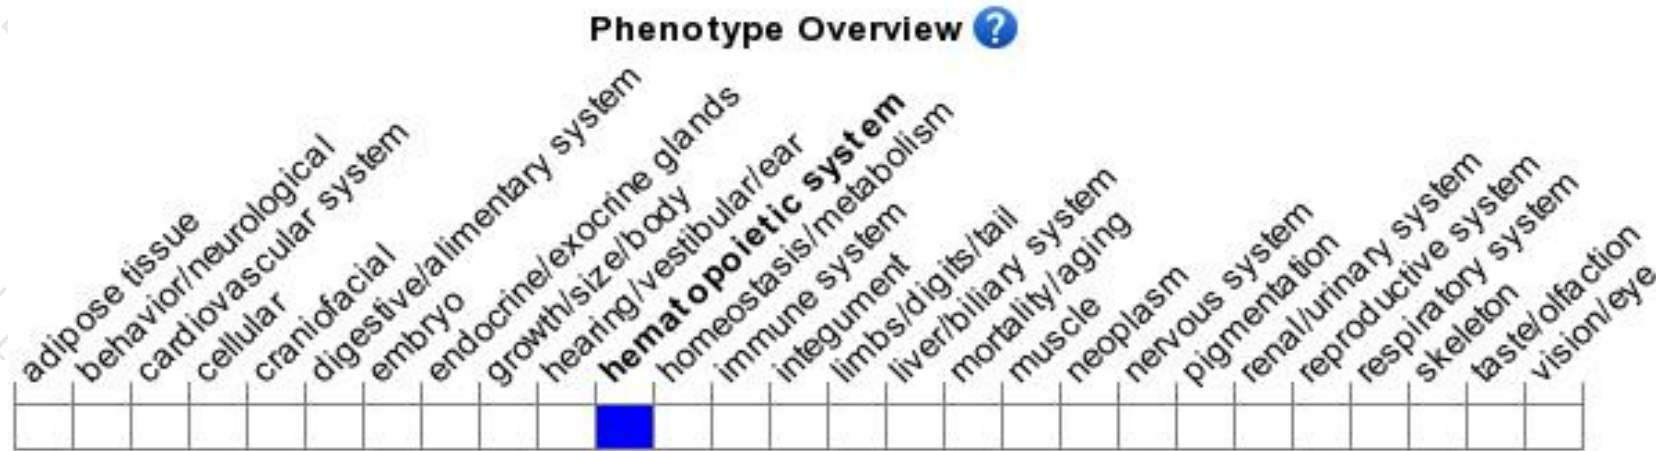 Phenotype Overview ?
adipose tissue
behavior/neurological
cardiovascular system
cellular
craniofacial
digestive/alimentary system
embryo
endocrine/exocrine glands
growth/size/body
hearing/vestibular/ear
hematopoietic system
homeostasis/metabolism
immune system
integument
limbs/digits/tail
liver/biliary system
mortality/aging
muscle
neoplasm
nervous system
pigmentation
renal/urinary system
reproductive system
respiratory system
skeleton
taste/olfaction
vision/eye